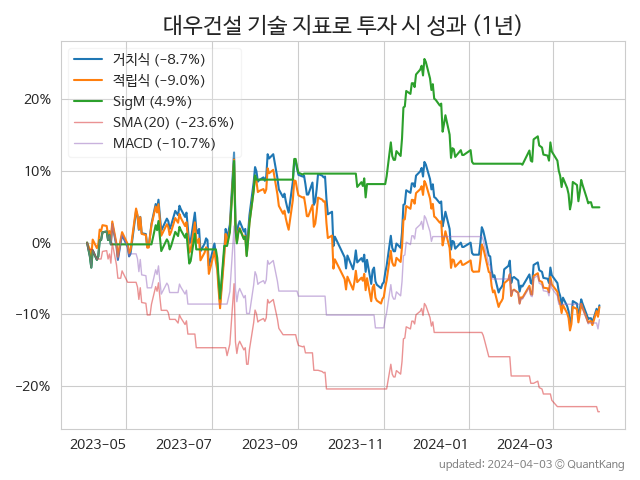 대우건설 기술 지표로 투자 시 성과 (1년)
거치식 (−8.7%)
적립식 (−9.0%)
SigM (4.9%)
SMA(20) (−23.6%)
MACD (−10.7%)
20%
10%
0%
−10%
−20%
2023-05 2023-07 2023-09 2023-11 2024-01 2024-03
updated: 2024-04-03 © QuantKang